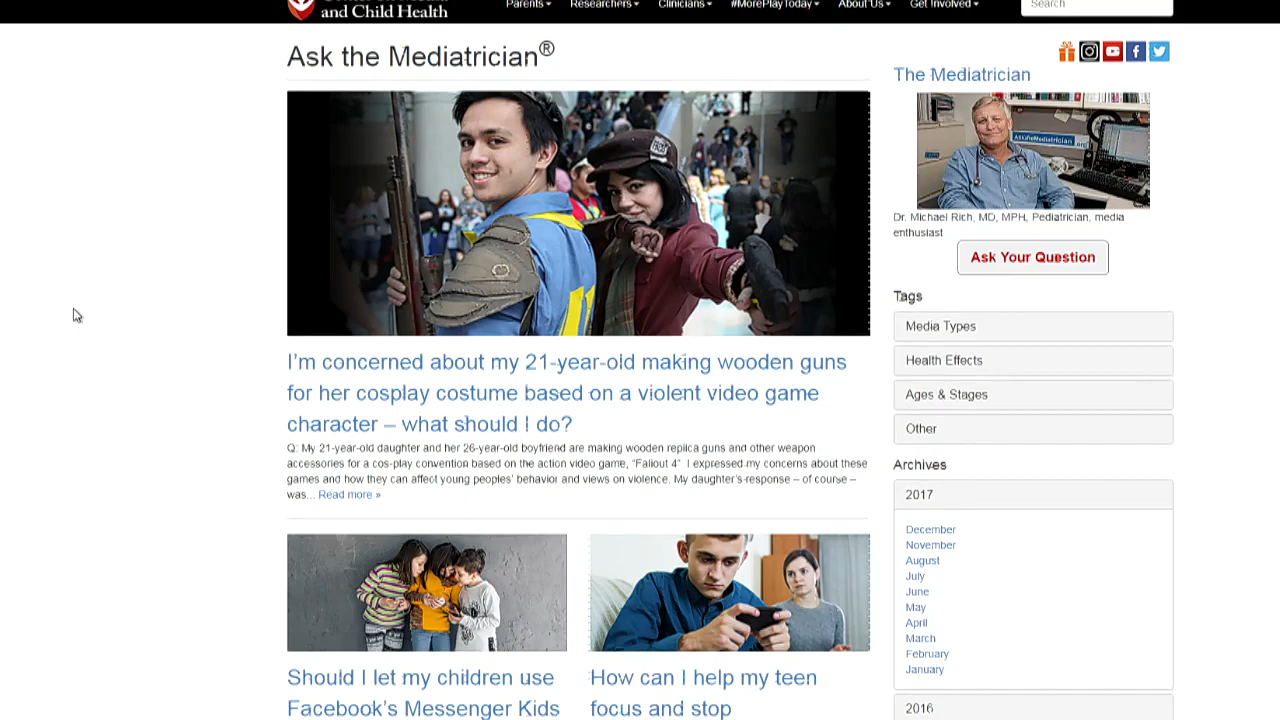 and Child Health
Parents
Researchers
Clinicians
#MorePlayToday
About Us
Get Involved
Search
Ask the Mediatrician®
The Mediatrician
Dr. Michael Rich, MD, MPH, Pediatrician, media
enthusiast
Ask Your Question
Tags
Media Types
Health Effects
Ages & Stages
Other
Archives
2017
December
November
August
July
June
May
April
March
February
January
2016
I'm concerned about my 21-year-old making wooden guns
for her cosplay costume based on a violent video game
character – what should I do?
Q: My 21-year-old daughter and her 26-year-old boyfriend are making wooden replica guns and other weapon
accessories for a cos-play convention based on the action video game, "Fallout 4" I expressed my concerns about these
games and how they can affect young peoples' behavior and views on violence. My daughter's response – of course –
was... Read more »
Should I let my children use
Facebook's Messenger Kids
How can I help my teen
focus and stop